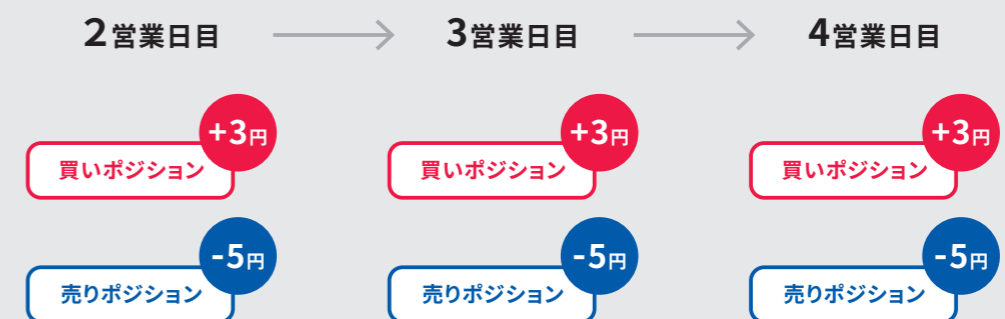 2営業日目 3営業日目 4営業日目
+3円 +3円 +3円
買いポジション 買いポジション 買いポジション
-5円 -5円 -5円
売りポジション 売りポジション 売りポジション